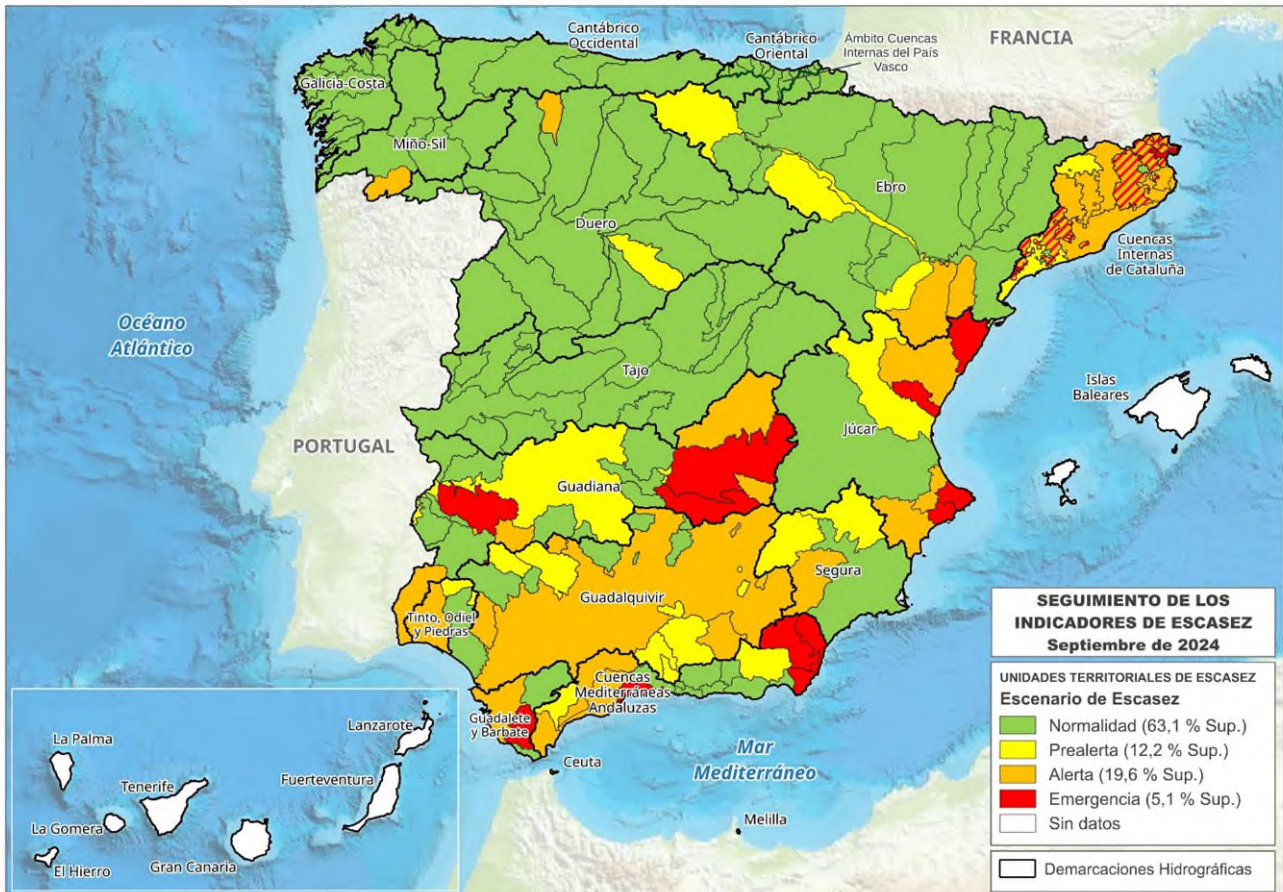 Cantábrico
Occidental
Cantábrico
Oriental
Ámbito Cuencas
Internas del País
Vasco
FRANCIA
Galicia-Costa
Miño-Sil
Ebro
Duero
Cuencas
Internas
de Cataluña
Océano
Atlántico
Tajo
Islas
Baleares
PORTUGAL
Júcar
Guadiana
Segura
Guadalquivir
Tinto, Odiel
y Piedras
Cuencas
Mediterráneas
Andaluzas
Guadalete
y Barbate
Ceuta
Mar
Mediterráneo
Melilla
Lanzarote
La Palma
Fuerteventura
Tenerife
La Gomera
El Hierro
Gran Canaria
SEGUIMIENTO DE LOS
INDICADORES DE ESCASEZ
Septiembre de 2024
UNIDADES TERRITORIALES DE ESCASEZ
Escenario de Escasez
Normalidad (63,1 % Sup.)
Prealerta (12,2 % Sup.)
Alerta (19,6 % Sup.)
Emergencia (5,1 % Sup.)
Sin datos
Demarcaciones Hidrográficas